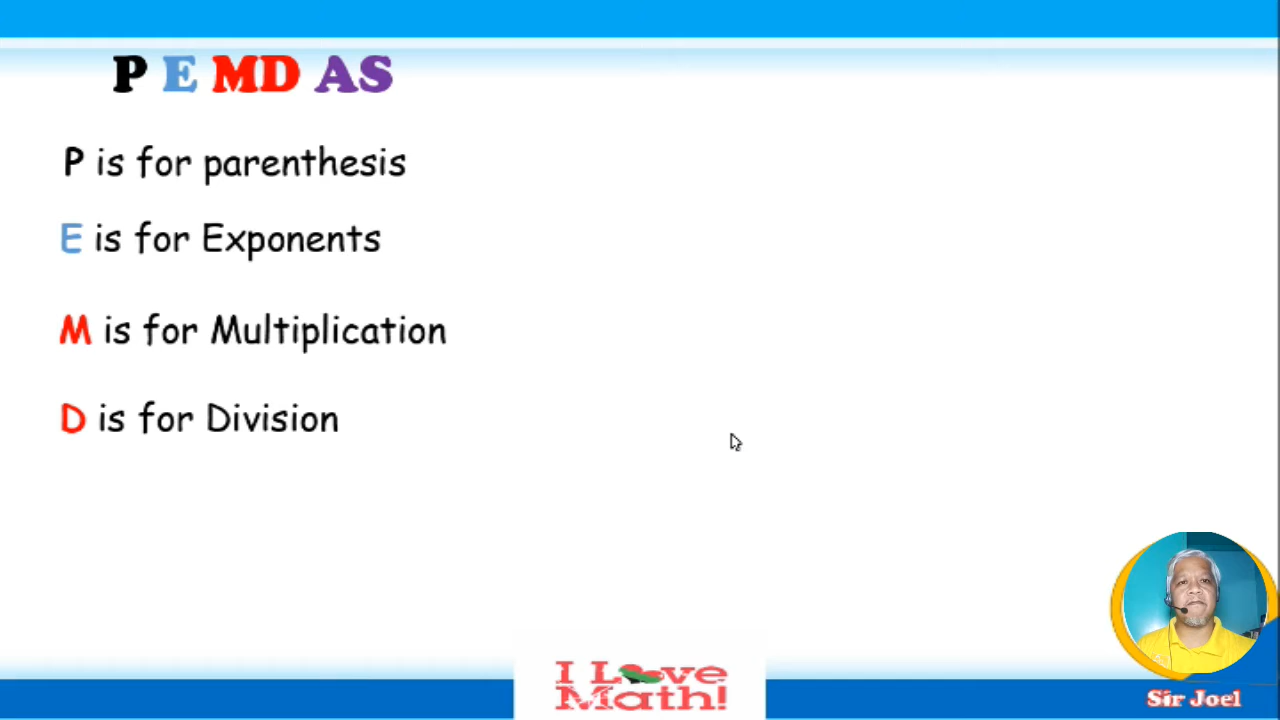 P E MD AS
P is for parenthesis
E is for Exponents
M is for Multiplication
D is for Division
I Love
Math!
Sir Joel